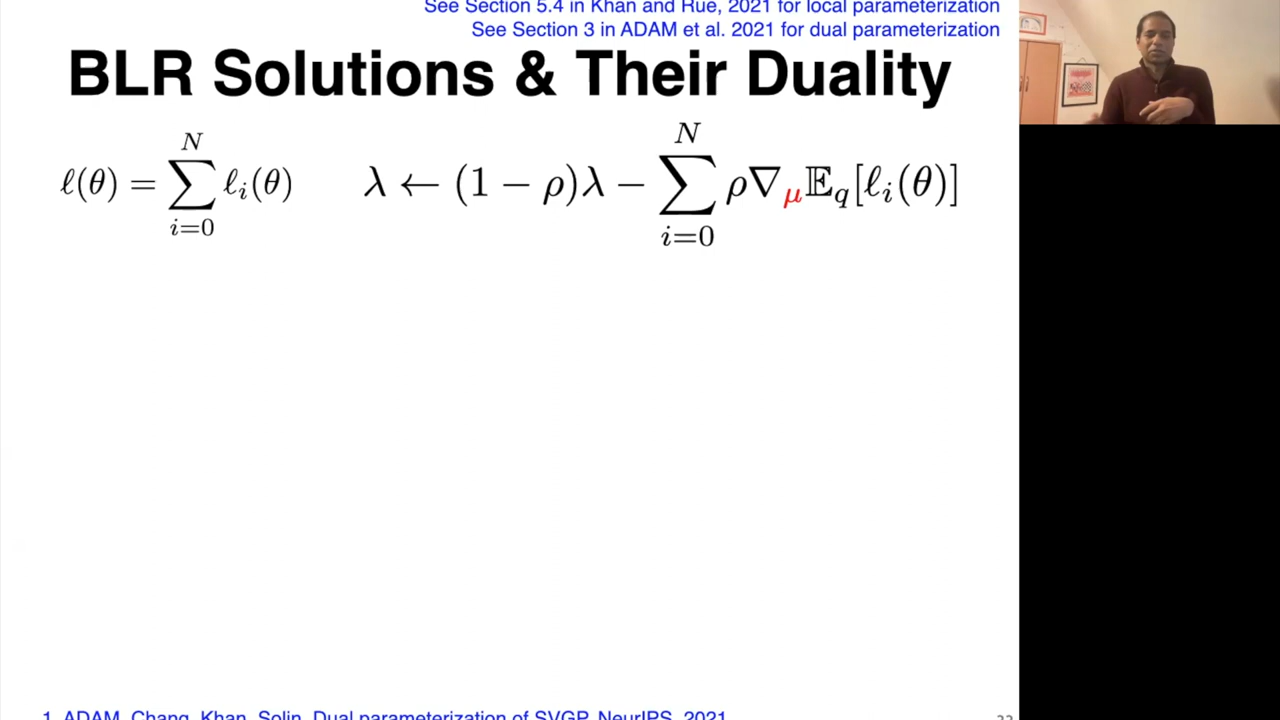 See Section 5.4 in Khan and Rue, 2021 for local parameterization
See Section 3 in ADAM et al. 2021 for dual parameterization
BLR Solutions & Their Duality
ℓ(θ) = ∑_{i=0}^{N} ℓ_i(θ)    λ ← (1 − ρ)λ − ∑_{i=0}^{N} ρ∇_μ 𝔼_q[ℓ_i(θ)]
1. ADAM, Chang, Khan, Solin, Dual parameterization of SVGP, NeurIPS, 2021